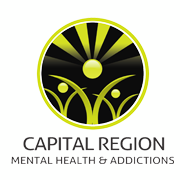 CAPITAL REGION
MENTAL HEALTH & ADDICTIONS